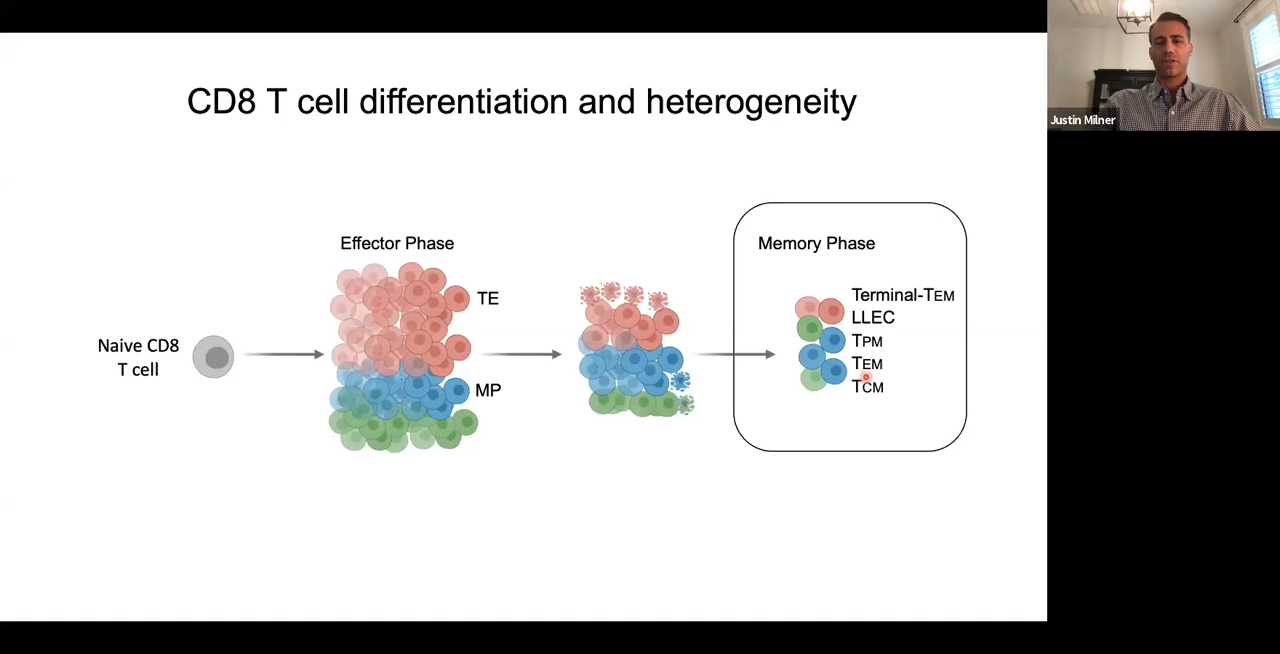 CD8 T cell differentiation and heterogeneity
Justin Milner
Effector Phase
Memory Phase
TE
MP
Naive CD8
T cell
Terminal-TEM
LLEC
TPM
TEM
TCM